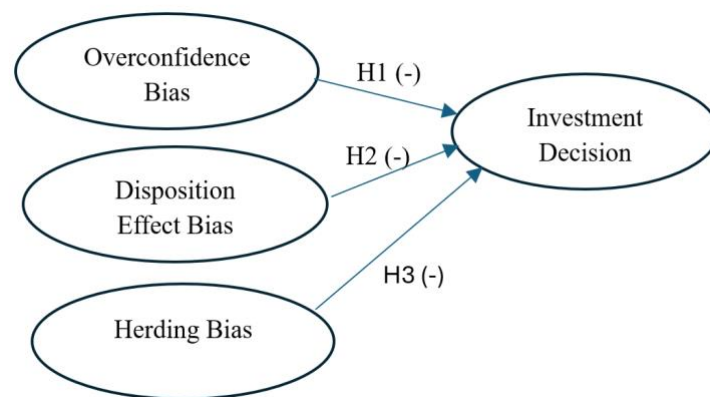 Overconfidence
Bias
H1 (-)
Investment
Decision
H2 (-)
Disposition
Effect Bias
H3 (-)
Herding Bias